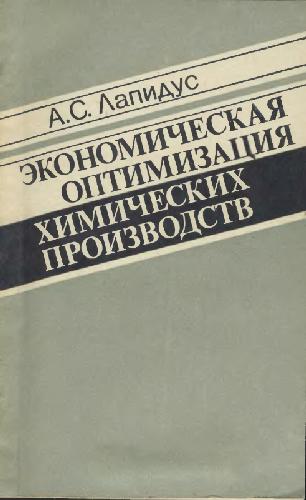 А.С. Лапидус
ЭКОНОМИЧЕСКАЯ
ОПТИМИЗАЦИЯ
ХИМИЧЕСКИХ
ПРОИЗВОДСТВ